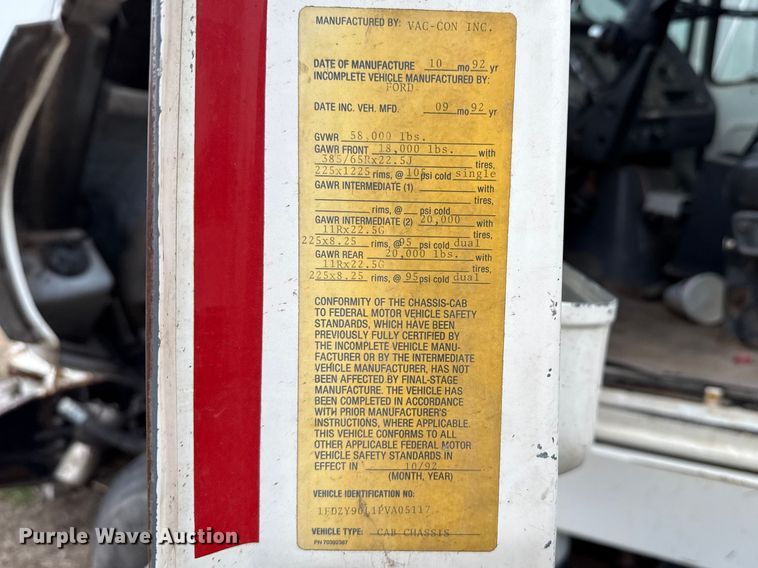 MANUFACTURED BY: VAC-CON INC.
DATE OF MANUFACTURE 10 mo 92 yr
INCOMPLETE VEHICLE MANUFACTURED BY:
FORD
DATE INC. VEH. MFD. 09 mo 92 yr
GVWR 58,000 lbs.
GAWR FRONT 18,000 lbs. with
385/65Rx22.5J tires,
225x1225 rims, @ 105 psi cold single
GAWR INTERMEDIATE (1) with
tires,
rims, @ psi cold
GAWR INTERMEDIATE (2) 20,000 with
11Rx22.5G tires,
225x8.25 rims, @ 95 psi cold dual
GAWR REAR 20,000 lbs. with
11Rx22.5G tires,
225x8.25 rims, @ 95 psi cold dual
CONFORMITY OF THE CHASSIS-CAB
TO FEDERAL MOTOR VEHICLE SAFETY
STANDARDS, WHICH HAVE BEEN
PREVIOUSLY FULLY CERTIFIED BY
THE INCOMPLETE VEHICLE MANU-
FACTURER OR BY THE INTERMEDIATE
VEHICLE MANUFACTURER, HAS NOT
BEEN AFFECTED BY FINAL-STAGE
MANUFACTURE. THE VEHICLE HAS
BEEN COMPLETED IN ACCORDANCE
WITH PRIOR MANUFACTURER'S
INSTRUCTIONS, WHERE APPLICABLE.
THIS VEHICLE CONFORMS TO ALL
OTHER APPLICABLE FEDERAL MOTOR
VEHICLE SAFETY STANDARDS IN
EFFECT IN 10/92
(MONTH, YEAR)
VEHICLE IDENTIFICATION NO:
1FDZY90L1PVA05117
VEHICLE TYPE: CAB CHASSIS
P/N 70392367
Purple Wave Auction